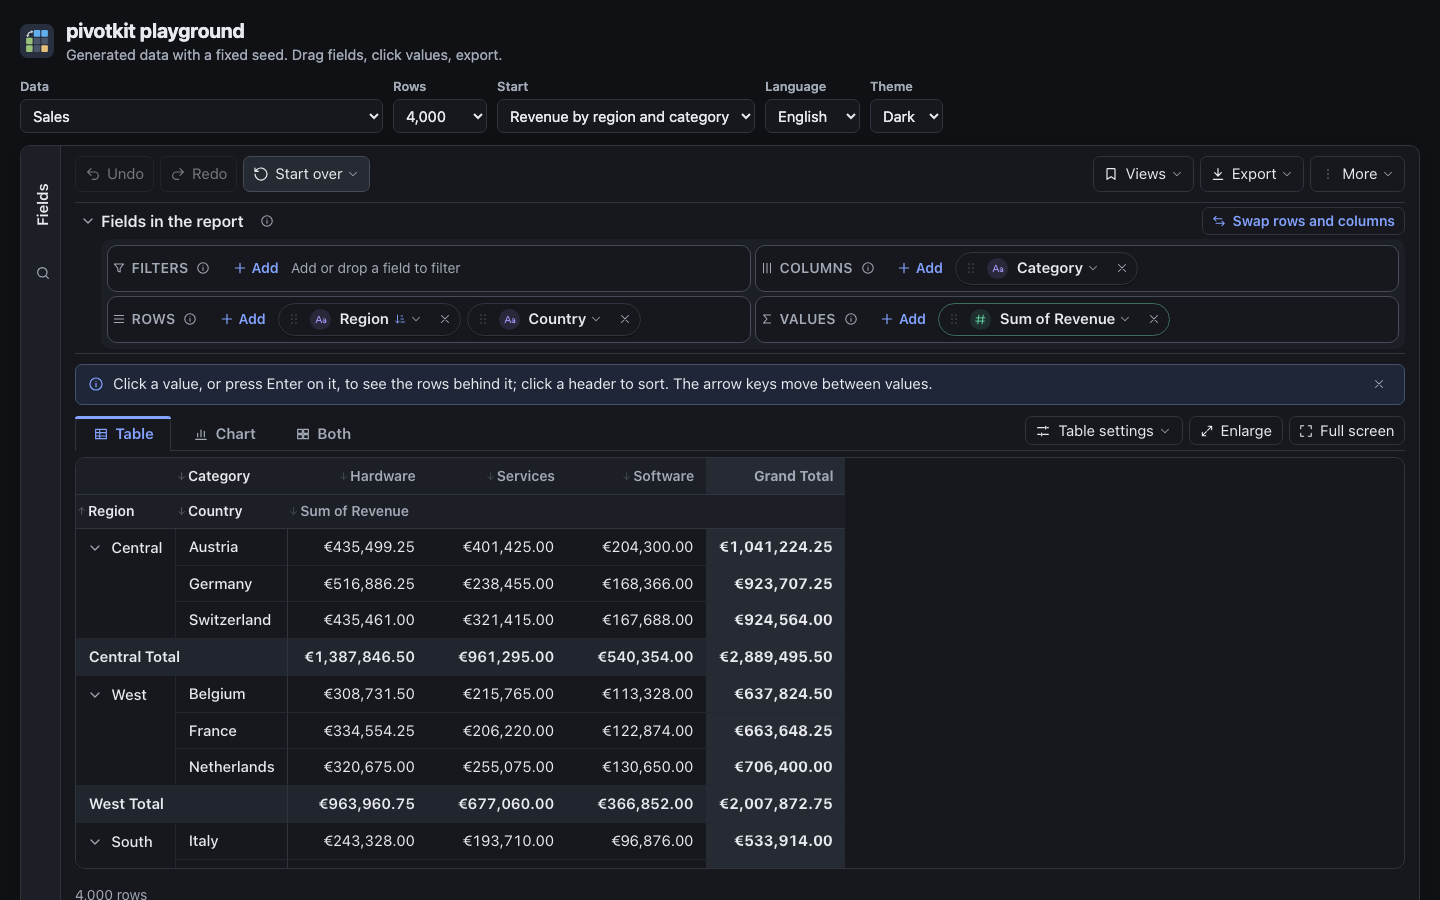 pivotkit playground
Generated data with a fixed seed. Drag fields, click values, export.
Data Rows Start Language Theme
Sales 4,000 Revenue by region and category English Dark
Fields
Undo Redo Start over Views Export More
Fields in the report Swap rows and columns
FILTERS Add Add or drop a field to filter COLUMNS Add Aa Category
ROWS Add Aa Region Aa Country VALUES Add # Sum of Revenue
Click a value, or press Enter on it, to see the rows behind it; click a header to sort. The arrow keys move between values.
Table Chart Both Table settings Enlarge Full screen
Category Hardware Services Software Grand Total
Region Country Sum of Revenue
Central Austria €435,499.25 €401,425.00 €204,300.00 €1,041,224.25
Germany €516,886.25 €238,455.00 €168,366.00 €923,707.25
Switzerland €435,461.00 €321,415.00 €167,688.00 €924,564.00
Central Total €1,387,846.50 €961,295.00 €540,354.00 €2,889,495.50
West Belgium €308,731.50 €215,765.00 €113,328.00 €637,824.50
France €334,554.25 €206,220.00 €122,874.00 €663,648.25
Netherlands €320,675.00 €255,075.00 €130,650.00 €706,400.00
West Total €963,960.75 €677,060.00 €366,852.00 €2,007,872.75
South Italy €243,328.00 €193,710.00 €96,876.00 €533,914.00
4,000 rows